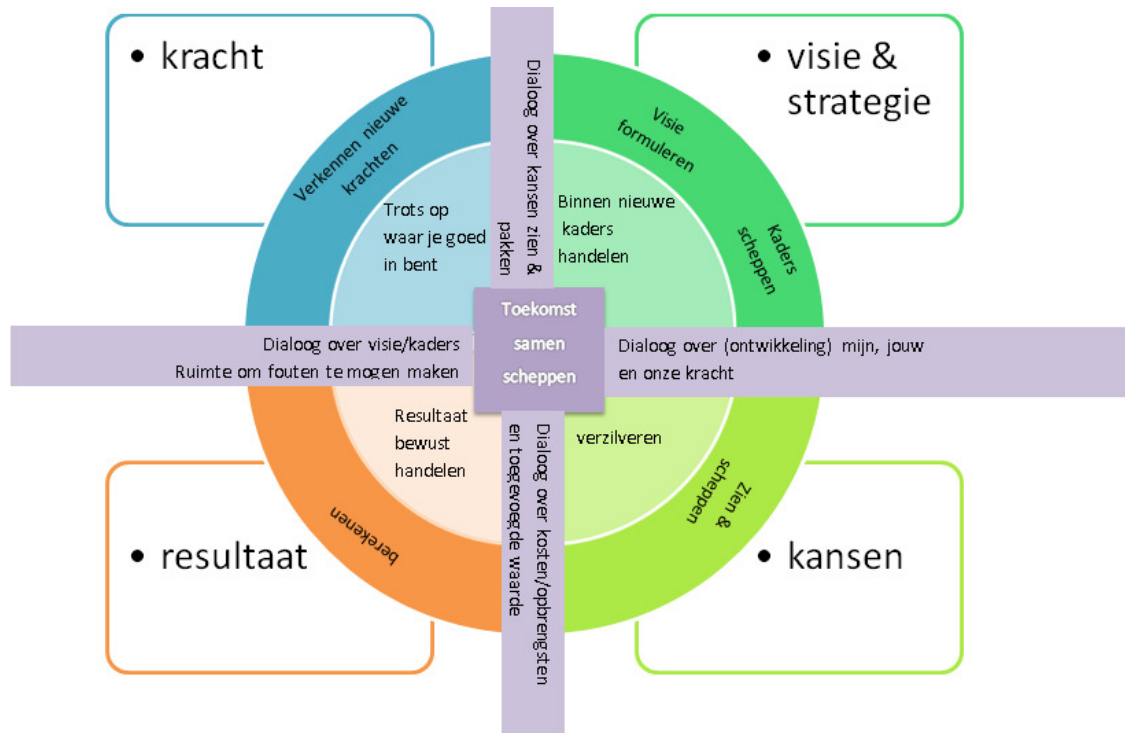 • kracht
• visie &
strategie
Verkennen nieuwe
krachten
Dialoog over kansen zien &
pakken
Visie
formuleren
Kaders
scheppen
Trots op
waar je goed
in bent
Binnen nieuwe
kaders
handelen
Toekomst
samen
scheppen
Dialoog over visie/kaders
Ruimte om fouten te mogen maken
Dialoog over (ontwikkeling) mijn, jouw
en onze kracht
Resultaat
bewust
handelen
verzilveren
Dialoog over kosten/opbrengsten
en toegevoegde waarde
berekenen
Zien &
scheppen
• resultaat
• kansen